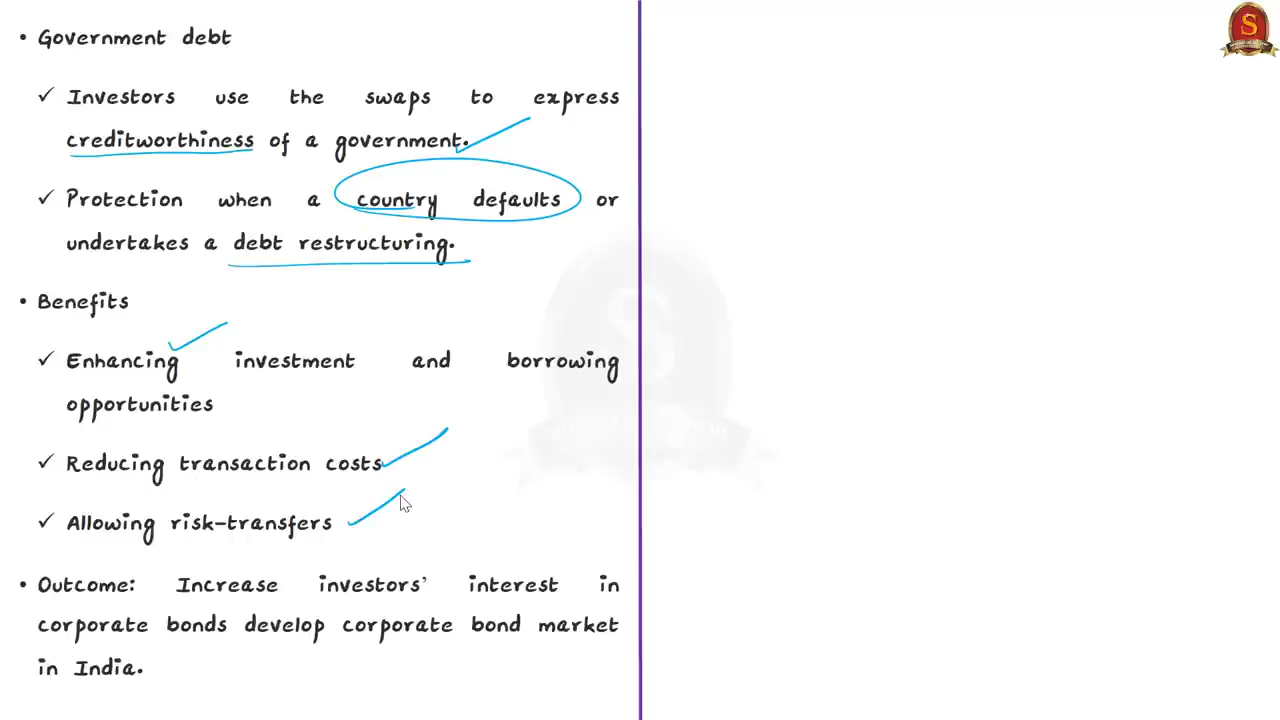 • Government debt
✓ Investors use the swaps to express
creditworthiness of a government.
✓ Protection when a country defaults or
undertakes a debt restructuring.
• Benefits
✓ Enhancing investment and borrowing
opportunities
✓ Reducing transaction costs
✓ Allowing risk-transfers
• Outcome: Increase investors’ interest in
corporate bonds develop corporate bond market
in India.
S